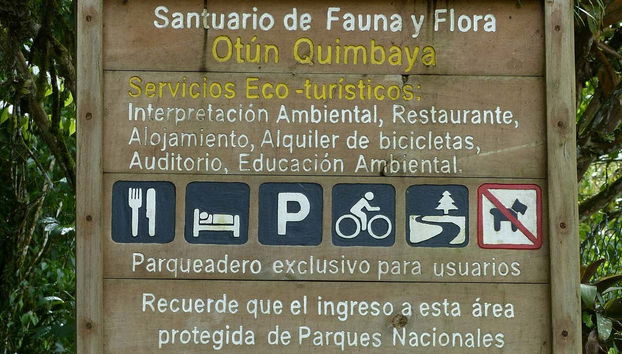 Santuario de Fauna y Flora
Otún Quimbaya
Servicios Eco-turísticos:
Interpretación Ambiental, Restaurante,
Alojamiento, Alquiler de bicicletas,
Auditorio, Educación Ambiental.
P
Parqueadero exclusivo para usuarios
Recuerde que el ingreso a esta área
protegida de Parques Nacionales